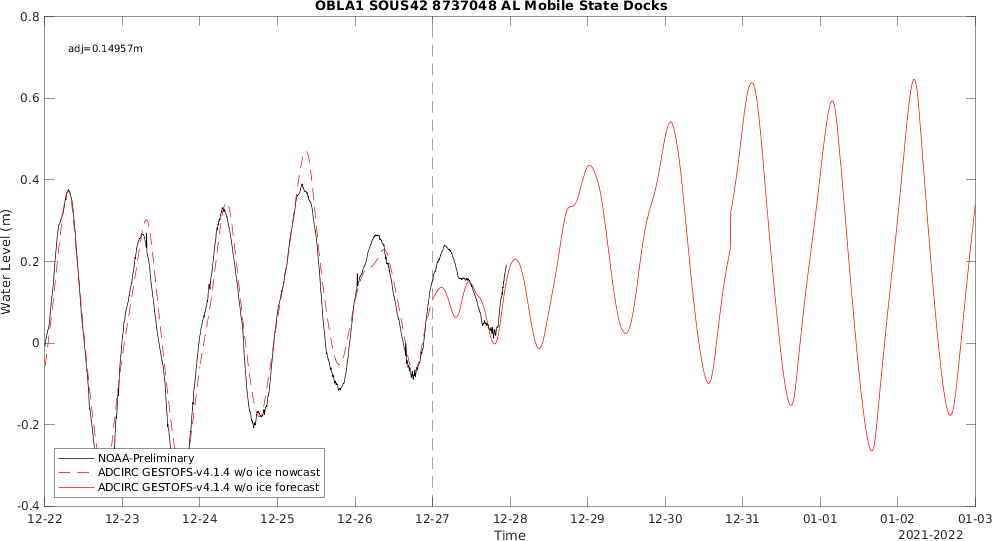 OBLA1 SOUS42 8737048 AL Mobile State Docks
adj=0.14957m
Water Level (m)
0.8
0.6
0.4
0.2
0
-0.2
-0.4
NOAA-Preliminary
ADCIRC GESTOFS-v4.1.4 w/o ice nowcast
ADCIRC GESTOFS-v4.1.4 w/o ice forecast
12-22 12-23 12-24 12-25 12-26 12-27 12-28 12-29 12-30 12-31 01-01 01-02 01-03
Time
2021-2022